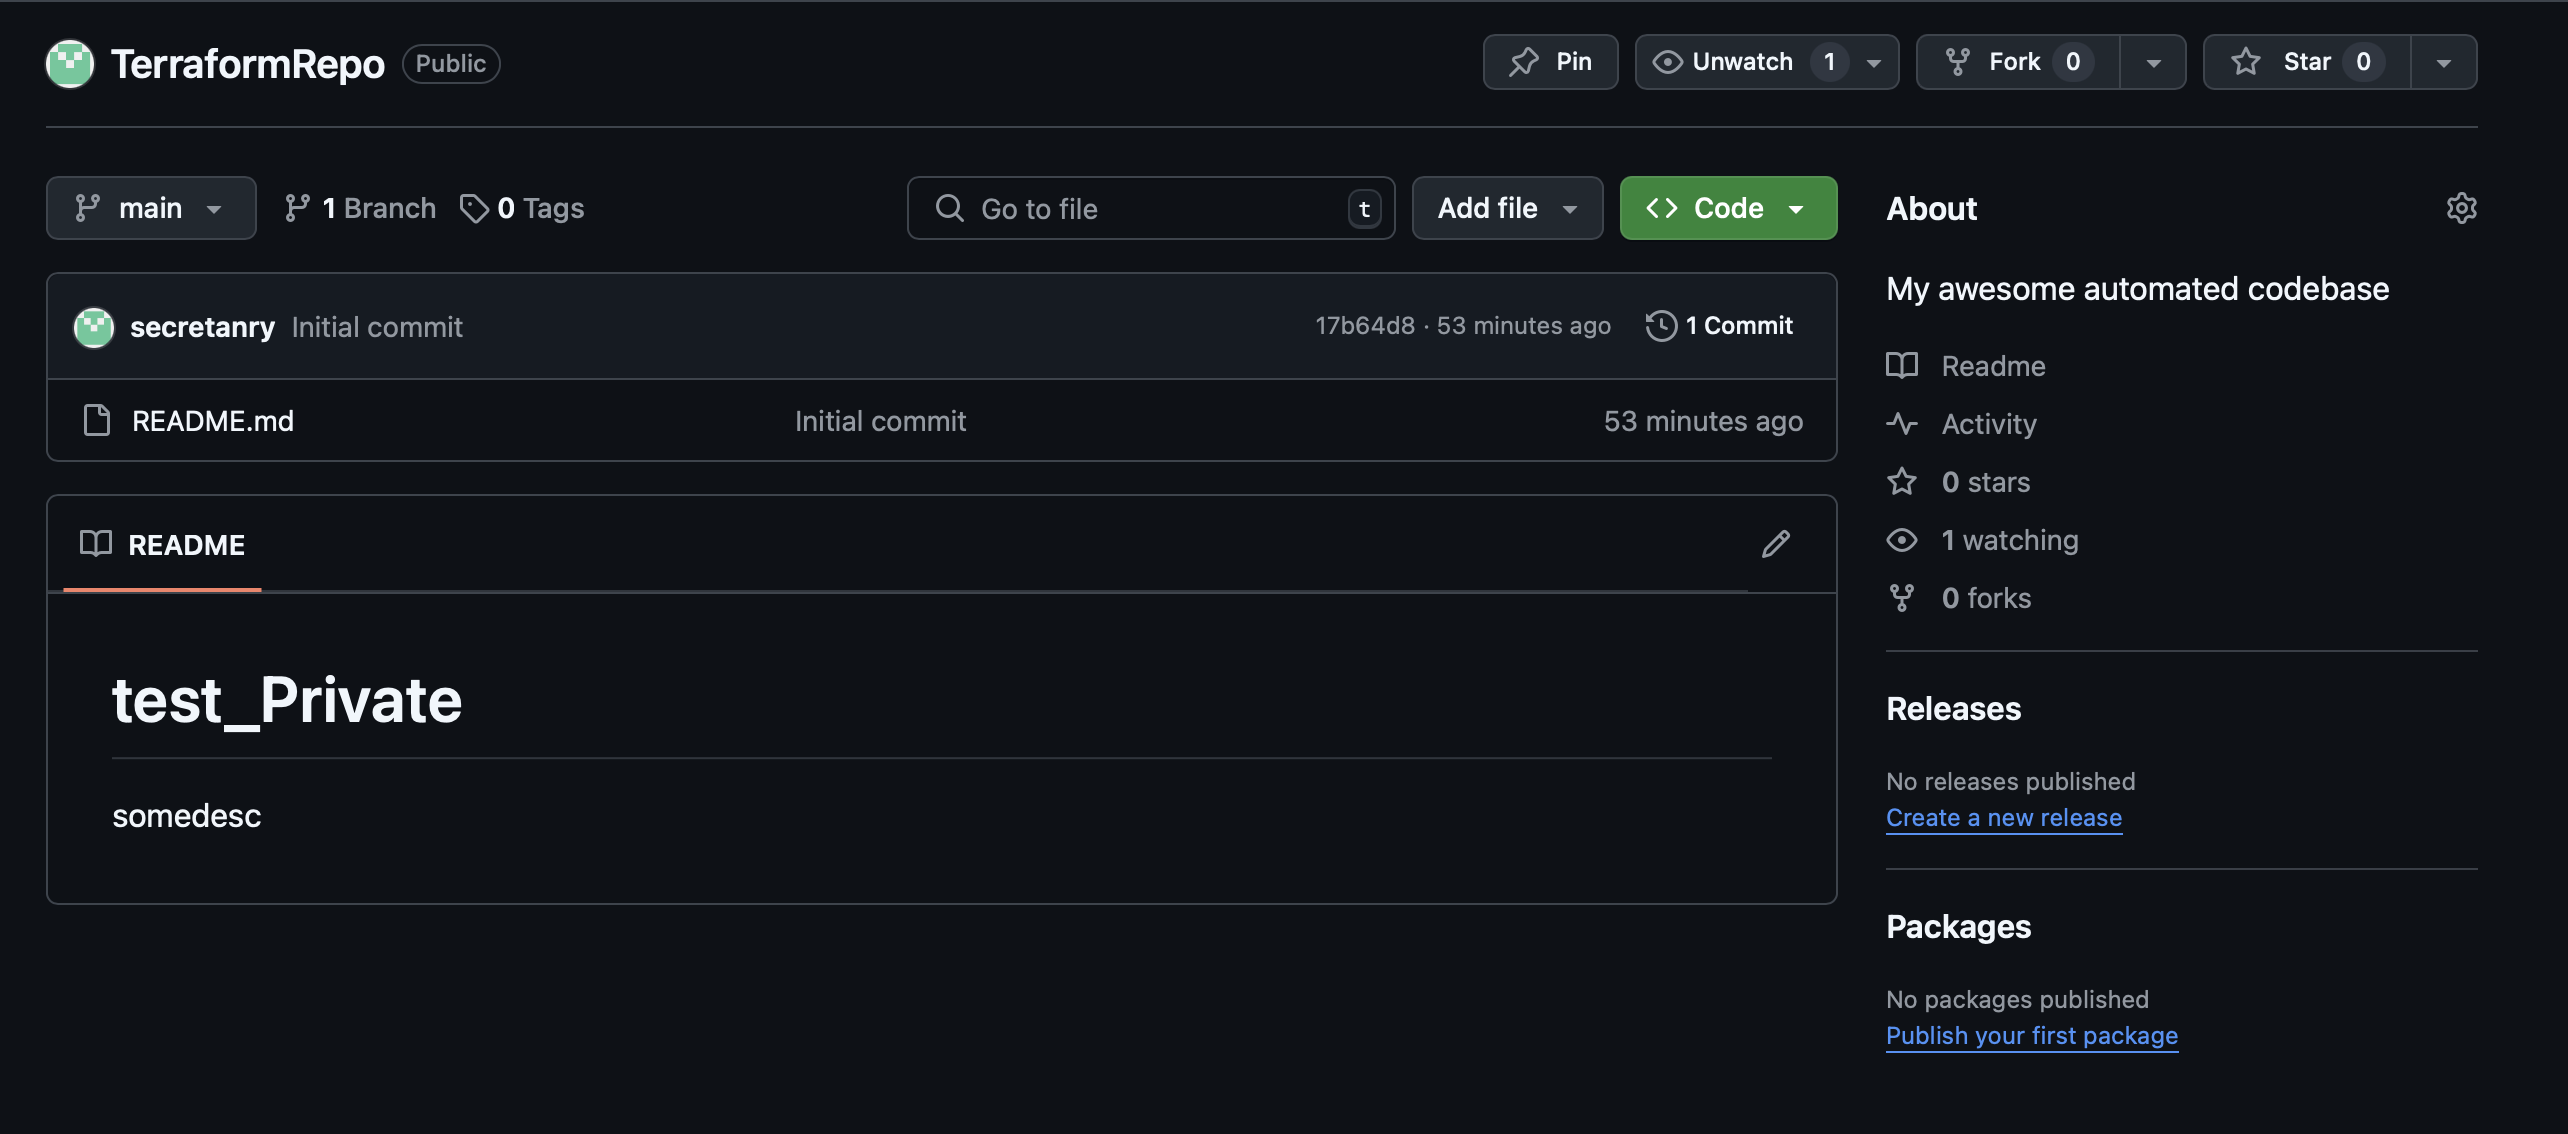 TerraformRepo Public Pin Unwatch 1 Fork 0 Star 0
main 1 Branch 0 Tags Go to file t Add file Code
secretanry Initial commit 17b64d8 · 53 minutes ago 1 Commit
README.md Initial commit 53 minutes ago
README
test_Private
somedesc
About
My awesome automated codebase
Readme
Activity
0 stars
1 watching
0 forks
Releases
No releases published
Create a new release
Packages
No packages published
Publish your first package